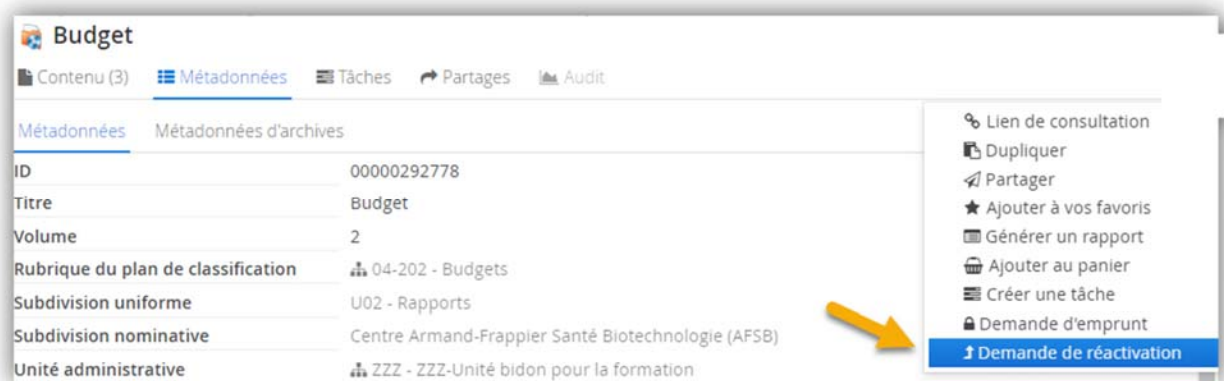 Budget
Contenu (3) Métadonnées Tâches Partages Audit
Métadonnées Métadonnées d'archives
ID 00000292778
Titre Budget
Volume 2
Rubrique du plan de classification 04-202 - Budgets
Subdivision uniforme U02 - Rapports
Subdivision nominative Centre Armand-Frappier Santé Biotechnologie (AFSB)
Unité administrative ZZZ - ZZZ-Unité bidon pour la formation
Lien de consultation
Dupliquer
Partager
Ajouter à vos favoris
Générer un rapport
Ajouter au panier
Créer une tâche
Demande d'emprunt
Demande de réactivation